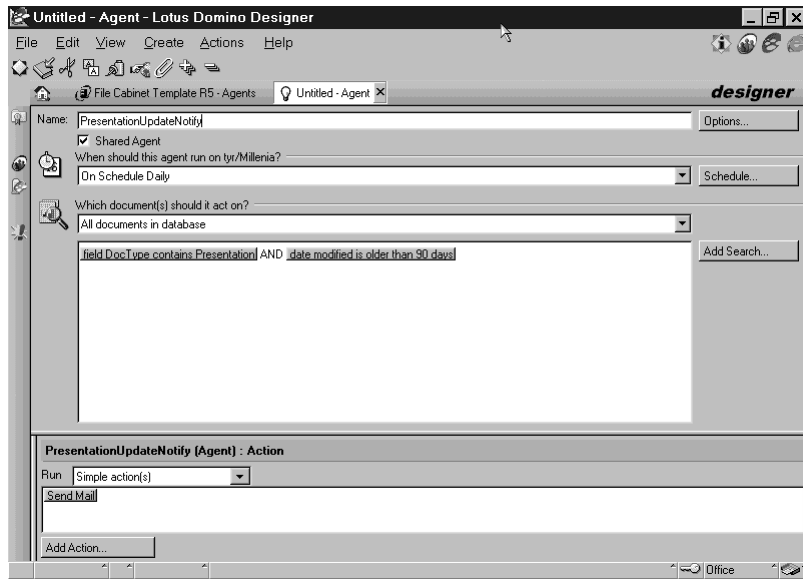 Untitled - Agent - Lotus Domino Designer
File Edit View Create Actions Help
File Cabinet Template R5 - Agents Untitled - Agent designer
Name: PresentationUpdateNotify Options...
Shared Agent
When should this agent run on tyr/Millenia?
On Schedule Daily Schedule...
Which document(s) should it act on?
All documents in database
field DocType contains Presentation AND date modified is older than 90 days Add Search...
PresentationUpdateNotify (Agent) : Action
Run Simple action(s)
Send Mail
Add Action...
Office